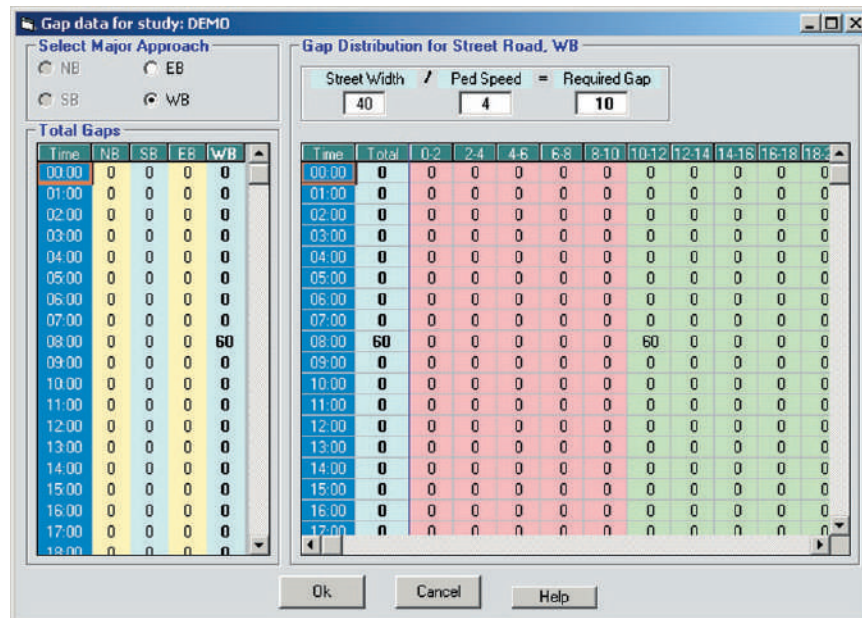 Gap data for study: DEMO
Select Major Approach
NB EB
SB WB
Gap Distribution for Street Road, WB
Street Width / Ped Speed = Required Gap
40 4 10
Total Gaps
Time NB SB EB WB
00:00 0 0 0 0
01:00 0 0 0 0
02:00 0 0 0 0
03:00 0 0 0 0
04:00 0 0 0 0
05:00 0 0 0 0
06:00 0 0 0 0
07:00 0 0 0 0
08:00 0 0 0 60
09:00 0 0 0 0
10:00 0 0 0 0
11:00 0 0 0 0
12:00 0 0 0 0
13:00 0 0 0 0
14:00 0 0 0 0
15:00 0 0 0 0
16:00 0 0 0 0
17:00 0 0 0 0
18:00 0 0 0 0
Time Total 0-2 2-4 4-6 6-8 8-10 10-12 12-14 14-16 16-18 18-
00:00 0 0 0 0 0 0 0 0 0 0 0
01:00 0 0 0 0 0 0 0 0 0 0 0
02:00 0 0 0 0 0 0 0 0 0 0 0
03:00 0 0 0 0 0 0 0 0 0 0 0
04:00 0 0 0 0 0 0 0 0 0 0 0
05:00 0 0 0 0 0 0 0 0 0 0 0
06:00 0 0 0 0 0 0 0 0 0 0 0
07:00 0 0 0 0 0 0 0 0 0 0 0
08:00 60 0 0 0 0 0 60 0 0 0 0
09:00 0 0 0 0 0 0 0 0 0 0 0
10:00 0 0 0 0 0 0 0 0 0 0 0
11:00 0 0 0 0 0 0 0 0 0 0 0
12:00 0 0 0 0 0 0 0 0 0 0 0
13:00 0 0 0 0 0 0 0 0 0 0 0
14:00 0 0 0 0 0 0 0 0 0 0 0
15:00 0 0 0 0 0 0 0 0 0 0 0
16:00 0 0 0 0 0 0 0 0 0 0 0
17:00 0 0 0 0 0 0 0 0 0 0 0
Ok Cancel Help